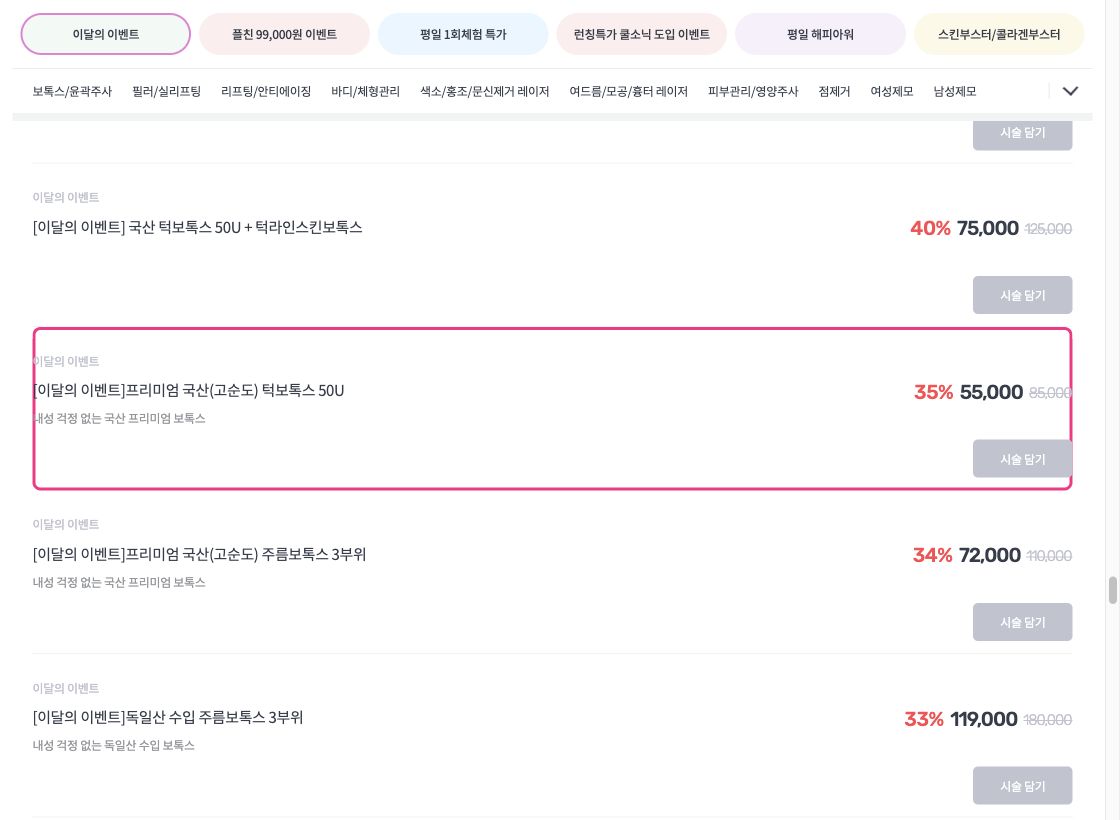 이달의 이벤트
플친 99,000원 이벤트
평일 1회체험 특가
런칭특가 쿨소닉 도입 이벤트
평일 해피아워
스킨부스터/콜라겐부스터
보톡스/윤곽주사
필러/실리프팅
리프팅/안티에이징
바디/체형관리
색소/홍조/문신제거 레이저
여드름/모공/흉터 레이저
피부관리/영양주사
점제거
여성제모
남성제모
시술 담기
이달의 이벤트
[이달의 이벤트] 국산 턱보톡스 50U + 턱라인스킨보톡스
40% 75,000 125,000
시술 담기
이달의 이벤트
[이달의 이벤트]프리미엄 국산(고순도) 턱보톡스 50U
35% 55,000 85,000
내성 걱정 없는 국산 프리미엄 보톡스
시술 담기
이달의 이벤트
[이달의 이벤트]프리미엄 국산(고순도) 주름보톡스 3부위
34% 72,000 110,000
내성 걱정 없는 국산 프리미엄 보톡스
시술 담기
이달의 이벤트
[이달의 이벤트]독일산 수입 주름보톡스 3부위
33% 119,000 180,000
내성 걱정 없는 독일산 수입 보톡스
시술 담기